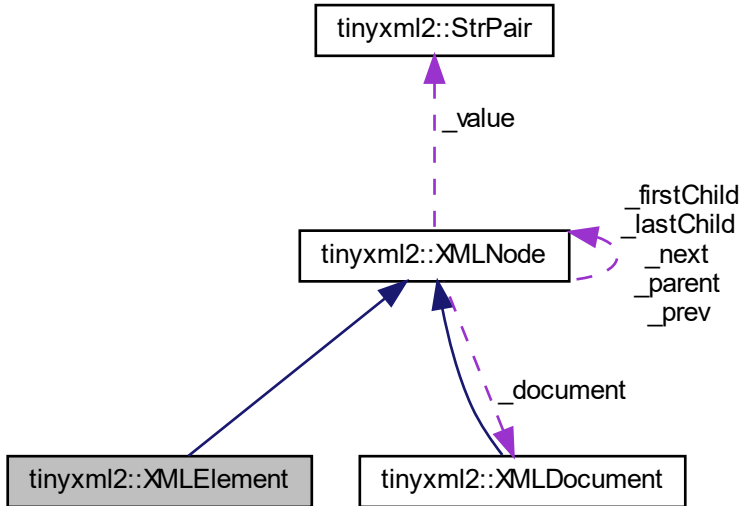 tinyxml2::StrPair
_value
_firstChild
_lastChild
_next
_parent
_prev
tinyxml2::XMLNode
_document
tinyxml2::XMLElement
tinyxml2::XMLDocument